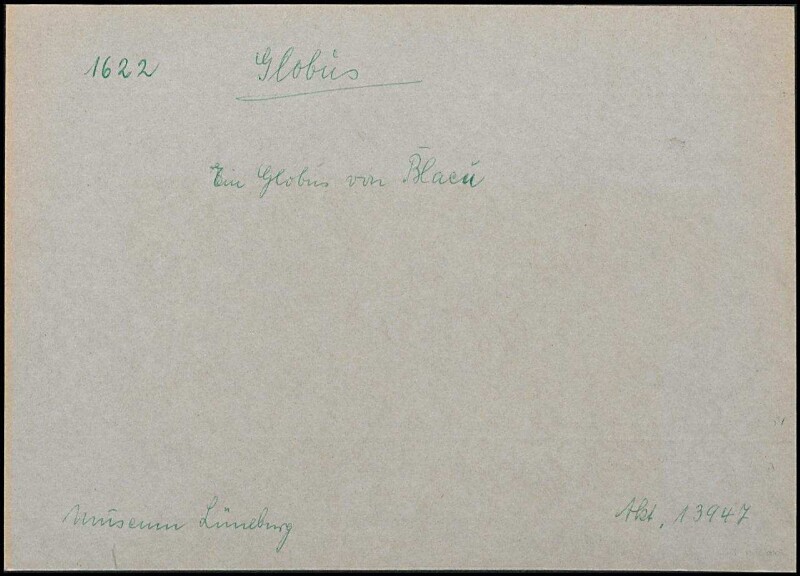 1622 Globus
Ein Globus von Blaeu
Museum Lüneburg
Abt. 13947